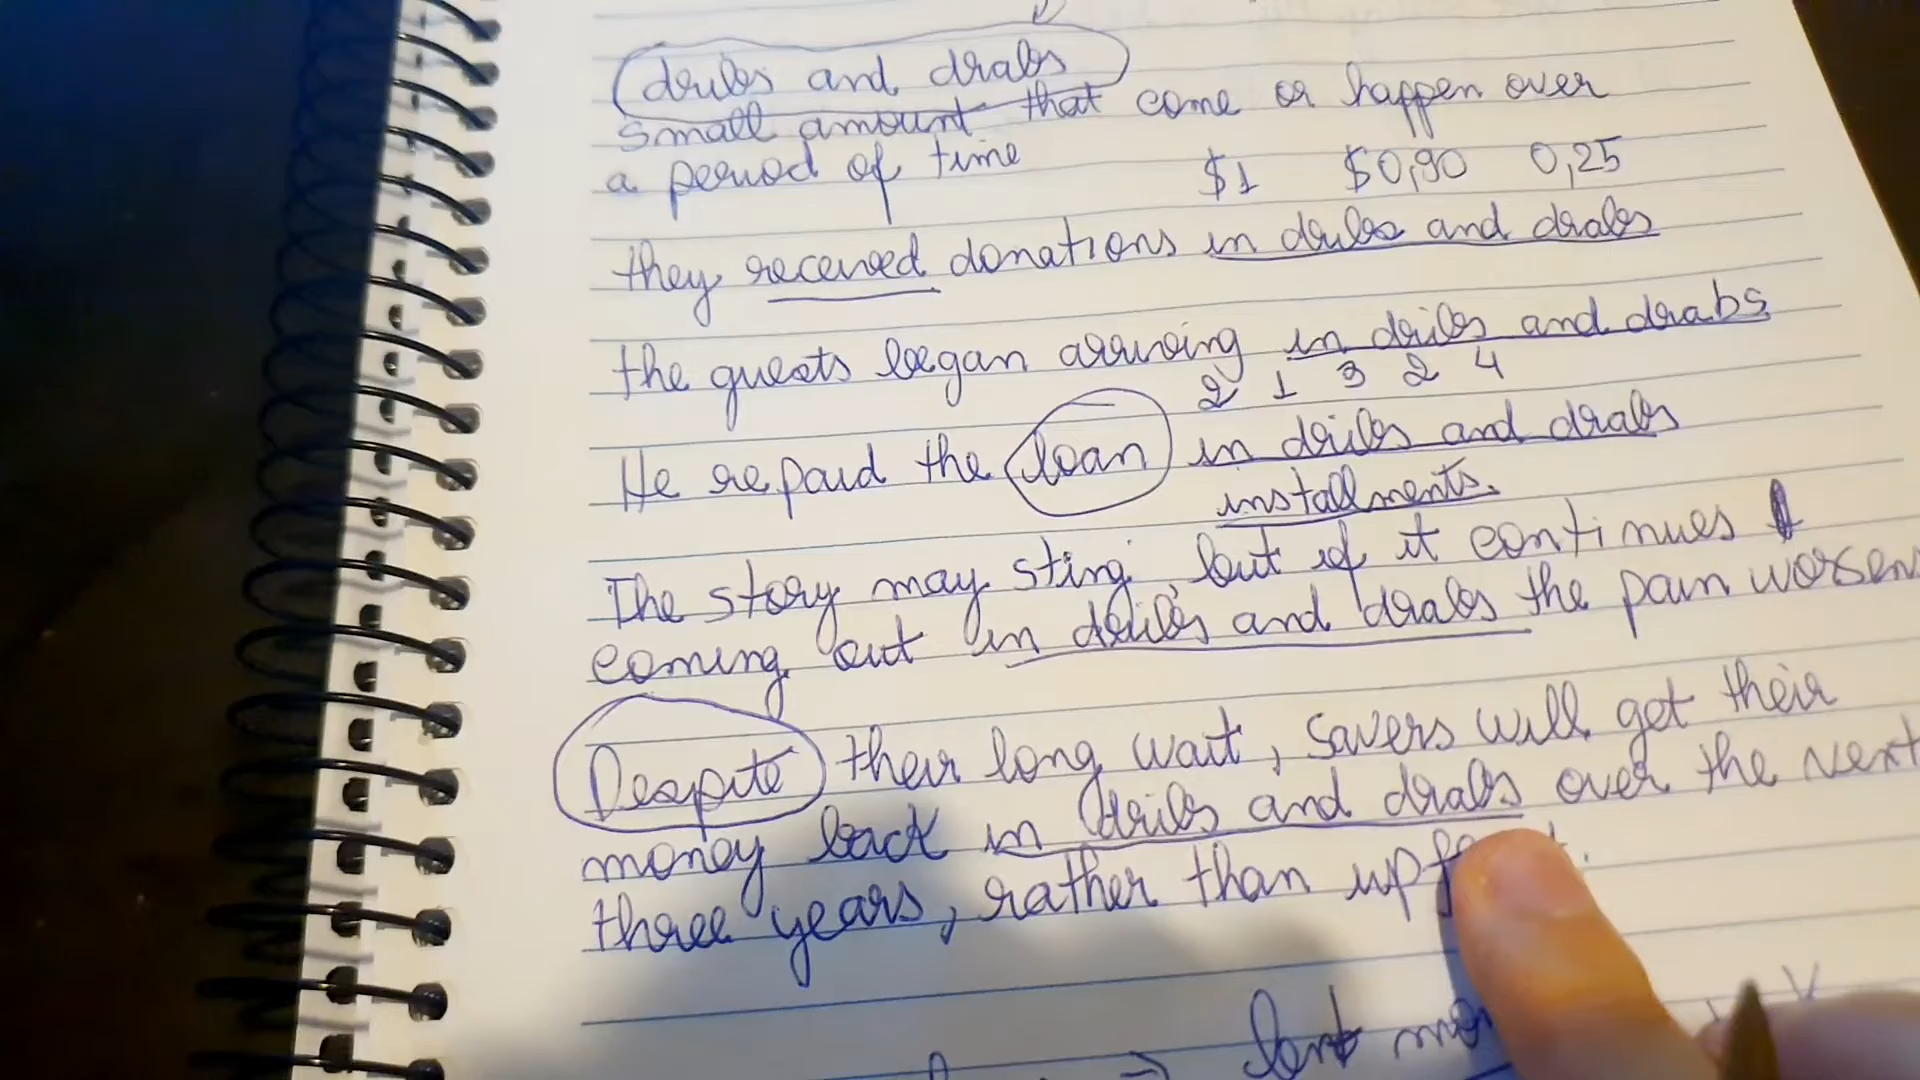 dribs and drabs
small amount that come or happen over
a period of time $1 $0,90 0,25
they received donations in dribs and drabs
the guests began arriving in dribs and drabs
2 1 3 2 4
He repaid the loan in dribs and drabs
installments.
The story may sting, but if it continues
coming out in dribs and drabs the pain worsens
Despite their long wait, savers will get their
money back in dribs and drabs over the next
three years, rather than